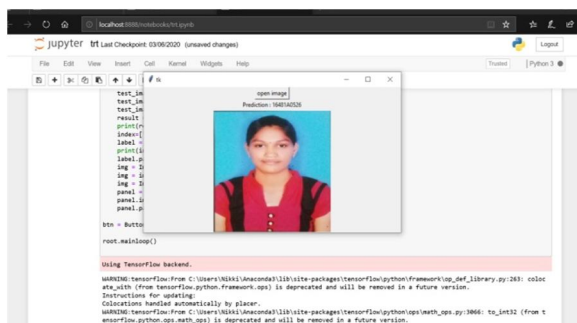 localhost:8888/notebooks/trt.ipynb
jupyter trt Last Checkpoint: 03/06/2020 (unsaved changes)
Logout
File Edit View Insert Cell Kernel Widgets Help
Trusted Python 3
tk
open image
Prediction : 16481A0526
test_im
test_im
test_im
result
index=[
label =
label.p
img = I
img = i
img = I
panel =
panel.i
panel.p
btn = Butto
root.mainloop()
Using TensorFlow backend.
WARNING:tensorflow:From C:\Users\Nikki\Anaconda3\lib\site-packages\tensorflow\python\framework\op_def_library.py:263: coloc
ate_with (from tensorflow.python.framework.ops) is deprecated and will be removed in a future version.
Instructions for updating:
Colocations handled automatically by placer.
WARNING:tensorflow:From C:\Users\Nikki\Anaconda3\lib\site-packages\tensorflow\python\ops\math_ops.py:3066: to_int32 (from t
ensorflow.python.ops.math_ops) is deprecated and will be removed in a future version.